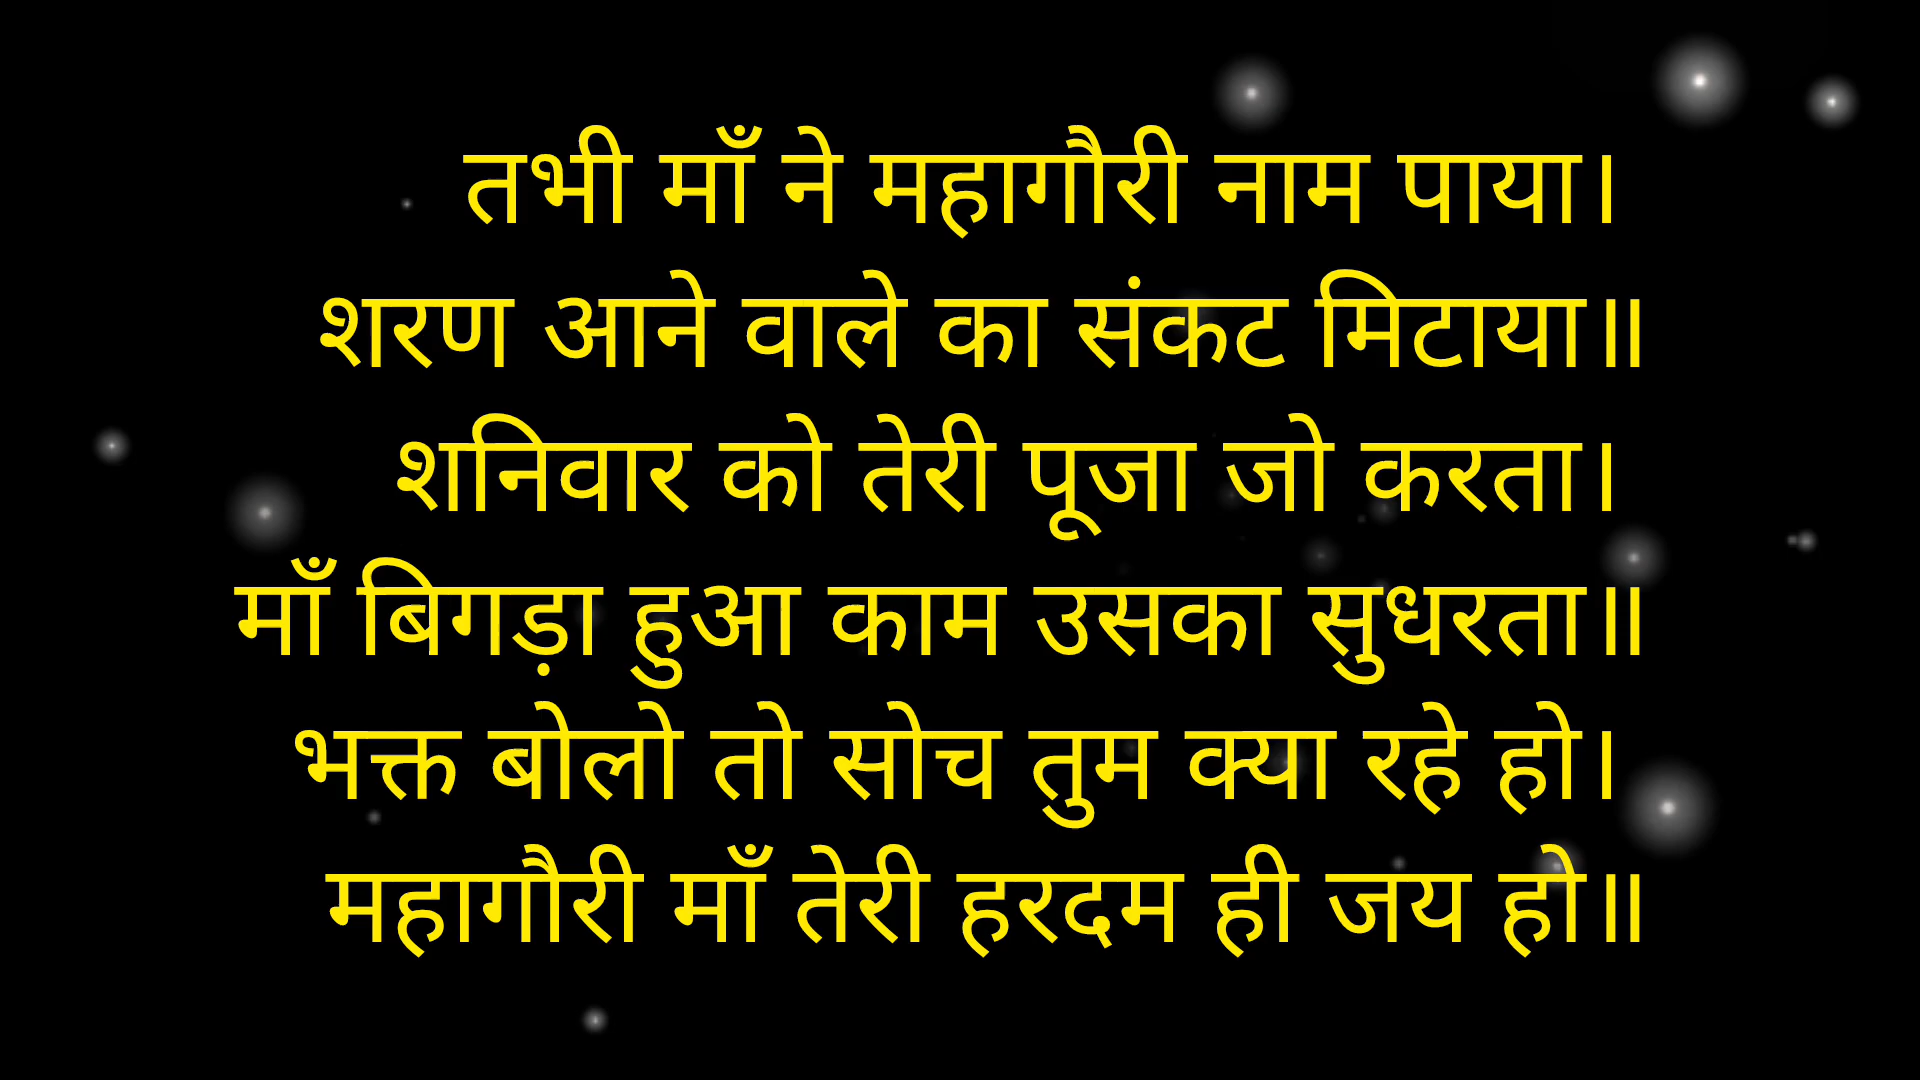 तभी माँ ने महागौरी नाम पाया।
शरण आने वाले का संकट मिटाया॥
शनिवार को तेरी पूजा जो करता।
माँ बिगड़ा हुआ काम उसका सुधरता॥
भक्त बोलो तो सोच तुम क्या रहे हो।
महागौरी माँ तेरी हरदम ही जय हो॥